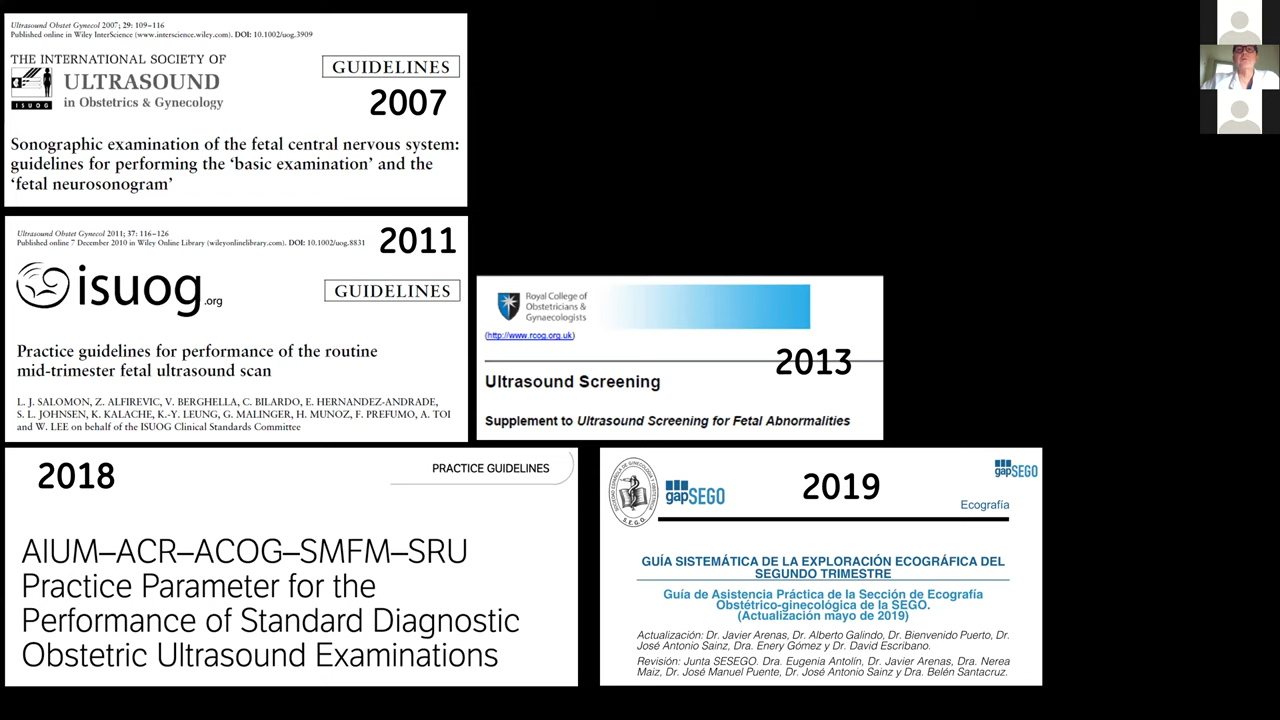 Ultrasound Obstet Gynecol 2007; 29: 109–116
Published online in Wiley InterScience (www.interscience.wiley.com). DOI: 10.1002/uog.3909
THE INTERNATIONAL SOCIETY OF
ULTRASOUND
in Obstetrics & Gynecology
ISUOG
GUIDELINES
2007
Sonographic examination of the fetal central nervous system:
guidelines for performing the ‘basic examination’ and the
‘fetal neurosonogram’
Ultrasound Obstet Gynecol 2011; 37: 116–126
Published online 7 December 2010 in Wiley Online Library (wileyonlinelibrary.com). DOI: 10.1002/uog.8831
2011
isuog.org
GUIDELINES
Practice guidelines for performance of the routine
mid-trimester fetal ultrasound scan
L. J. SALOMON, Z. ALFIREVIC, V. BERGHELLA, C. BILARDO, E. HERNANDEZ-ANDRADE,
S. L. JOHNSEN, K. KALACHE, K.-Y. LEUNG, G. MALINGER, H. MUNOZ, F. PREFUMO, A. TOI
and W. LEE on behalf of the ISUOG Clinical Standards Committee
Royal College of
Obstetricians &
Gynaecologists
(http://www.rcog.org.uk)
2013
Ultrasound Screening
Supplement to Ultrasound Screening for Fetal Abnormalities
2018
PRACTICE GUIDELINES
AIUM–ACR–ACOG–SMFM–SRU
Practice Parameter for the
Performance of Standard Diagnostic
Obstetric Ultrasound Examinations
S.E.G.O.
gapSEGO
2019
gapSEGO
Ecografía
GUÍA SISTEMÁTICA DE LA EXPLORACIÓN ECOGRÁFICA DEL
SEGUNDO TRIMESTRE
Guía de Asistencia Práctica de la Sección de Ecografía
Obstétrico-ginecológica de la SEGO.
(Actualización mayo de 2019)
Actualización: Dr. Javier Arenas, Dr. Alberto Galindo, Dr. Bienvenido Puerto, Dr.
José Antonio Sainz, Dra. Enery Gómez y Dr. David Escribano.
Revisión: Junta SESEGO. Dra. Eugenia Antolín, Dr. Javier Arenas, Dra. Nerea
Maiz, Dr. José Manuel Puente, Dr. José Antonio Sainz y Dra. Belén Santacruz.